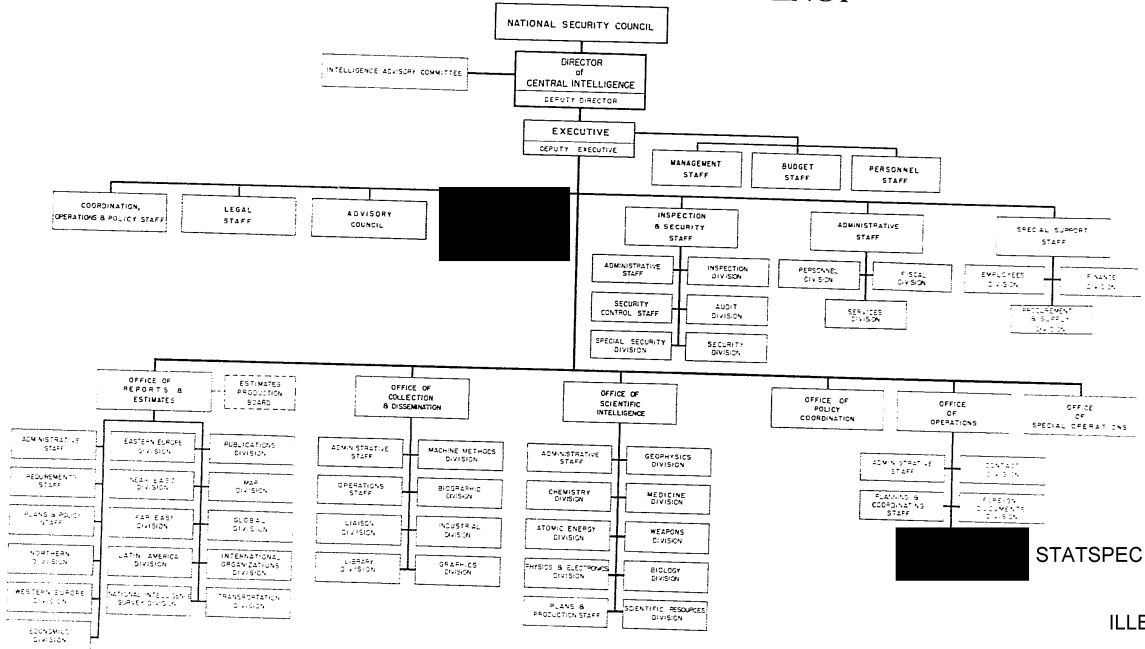 NATIONAL SECURITY COUNCIL
INTELLIGENCE ADVISORY COMMITTEE
DIRECTOR
of
CENTRAL INTELLIGENCE
DEPUTY DIRECTOR
EXECUTIVE
DEPUTY EXECUTIVE
MANAGEMENT
STAFF
BUDGET
STAFF
PERSONNEL
STAFF
COORDINATION,
OPERATIONS & POLICY STAFF
LEGAL
STAFF
ADVISORY
COUNCIL
INSPECTION
& SECURITY
STAFF
ADMINISTRATIVE
STAFF
INSPECTION
DIVISION
SECURITY
CONTROL STAFF
AUDIT
DIVISION
SPECIAL SECURITY
DIVISION
SECURITY
DIVISION
ADMINISTRATIVE
STAFF
PERSONNEL
DIVISION
FISCAL
DIVISION
SERVICES
DIVISION
SPECIAL SUPPORT
STAFF
EMPLOYEES
DIVISION
FINANCE
DIVISION
PROCUREMENT
& SUPPLY
DIVISION
OFFICE OF
REPORTS &
ESTIMATES
ESTIMATES
PRODUCTION
BOARD
ADMINISTRATIVE
STAFF
EASTERN EUROPE
DIVISION
PUBLICATIONS
DIVISION
REQUIREMENTS
STAFF
NEAR EAST
DIVISION
MAP
DIVISION
PLANS & POLICY
STAFF
FAR EAST
DIVISION
GLOBAL
DIVISION
NORTHERN
DIVISION
LATIN AMERICA
DIVISION
INTERNATIONAL
ORGANIZATIONS
DIVISION
WESTERN EUROPE
DIVISION
NATIONAL INTELLIGENCE
SURVEY DIVISION
TRANSPORTATION
DIVISION
ECONOMICS
DIVISION
OFFICE OF
COLLECTION
& DISSEMINATION
ADMINISTRATIVE
STAFF
MACHINE METHODS
DIVISION
OPERATIONS
STAFF
BIOGRAPHIC
DIVISION
LIAISON
DIVISION
INDUSTRIAL
DIVISION
LIBRARY
DIVISION
GRAPHICS
DIVISION
OFFICE OF
SCIENTIFIC
INTELLIGENCE
ADMINISTRATIVE
STAFF
GEOPHYSICS
DIVISION
CHEMISTRY
DIVISION
MEDICINE
DIVISION
ATOMIC ENERGY
DIVISION
WEAPONS
DIVISION
PHYSICS & ELECTRONICS
DIVISION
BIOLOGY
DIVISION
PLANS &
PRODUCTION STAFF
SCIENTIFIC RESOURCES
DIVISION
OFFICE OF
POLICY
COORDINATION
OFFICE
OF
OPERATIONS
ADMINISTRATIVE
STAFF
CONTACT
DIVISION
PLANNING &
COORDINATING
STAFF
FOREIGN
DOCUMENTS
DIVISION
OFFICE
OF
SPECIAL OPERATIONS
STATSPEC